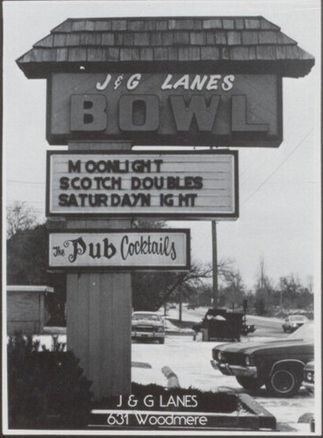 J & G LANES
BOWL
MOONLIGHT
SCOTCH DOUBLES
SATURDAYN IGHT
The Pub Cocktails
J & G LANES
631 Woodmere